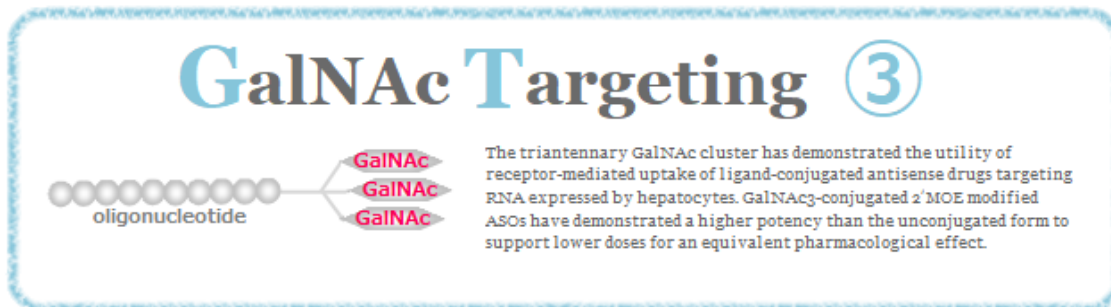 GalNAc Targeting ③
GalNAc
GalNAc
GalNAc
oligonucleotide
The triantennary GalNAc cluster has demonstrated the utility of
receptor-mediated uptake of ligand-conjugated antisense drugs targeting
RNA expressed by hepatocytes. GalNAc3-conjugated 2'MOE modified
ASOs have demonstrated a higher potency than the unconjugated form to
support lower doses for an equivalent pharmacological effect.